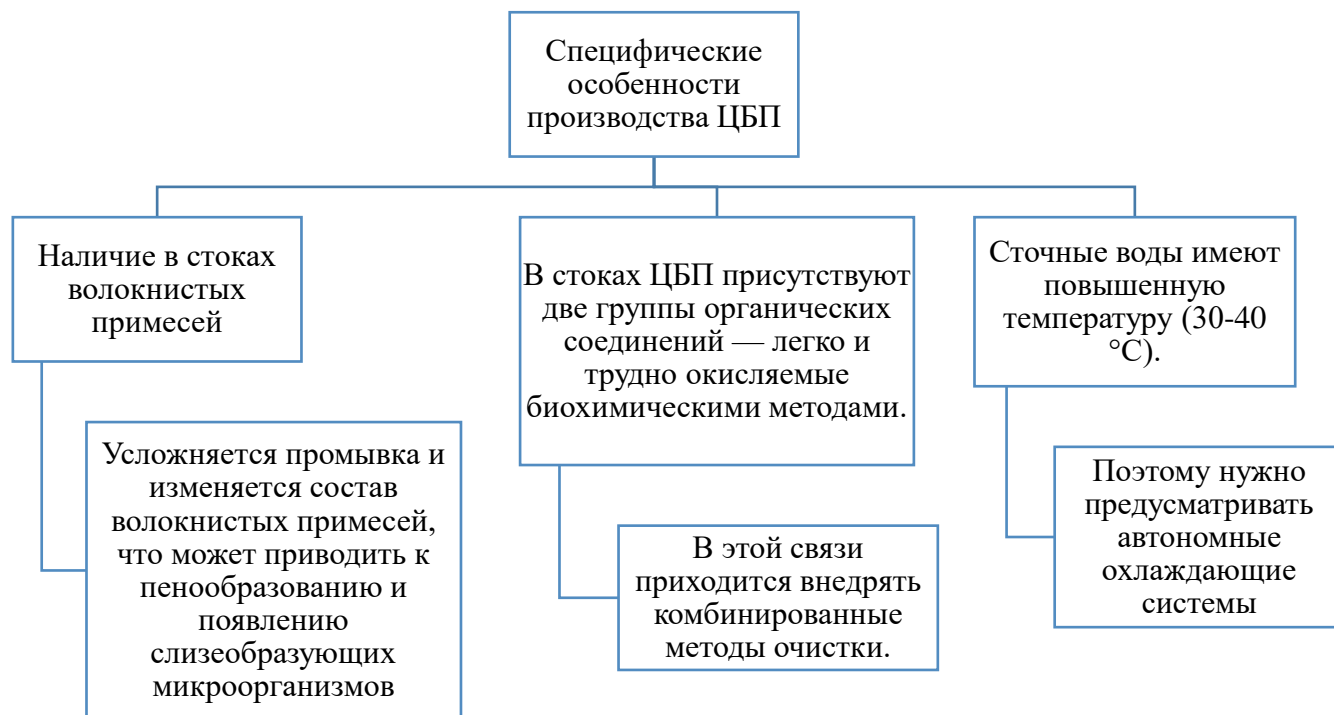 Специфические
особенности
производства ЦБП
Наличие в стоках
волокнистых
примесей
Усложняется промывка и
изменяется состав
волокнистых примесей,
что может приводить к
пенообразованию и
появлению
слизеобразующих
микроорганизмов
В стоках ЦБП присутствуют
две группы органических
соединений — легко и
трудно окисляемые
биохимическими методами.
В этой связи
приходится внедрять
комбинированные
методы очистки.
Сточные воды имеют
повышенную
температуру (30-40
°С).
Поэтому нужно
предусматривать
автономные
охлаждающие
системы